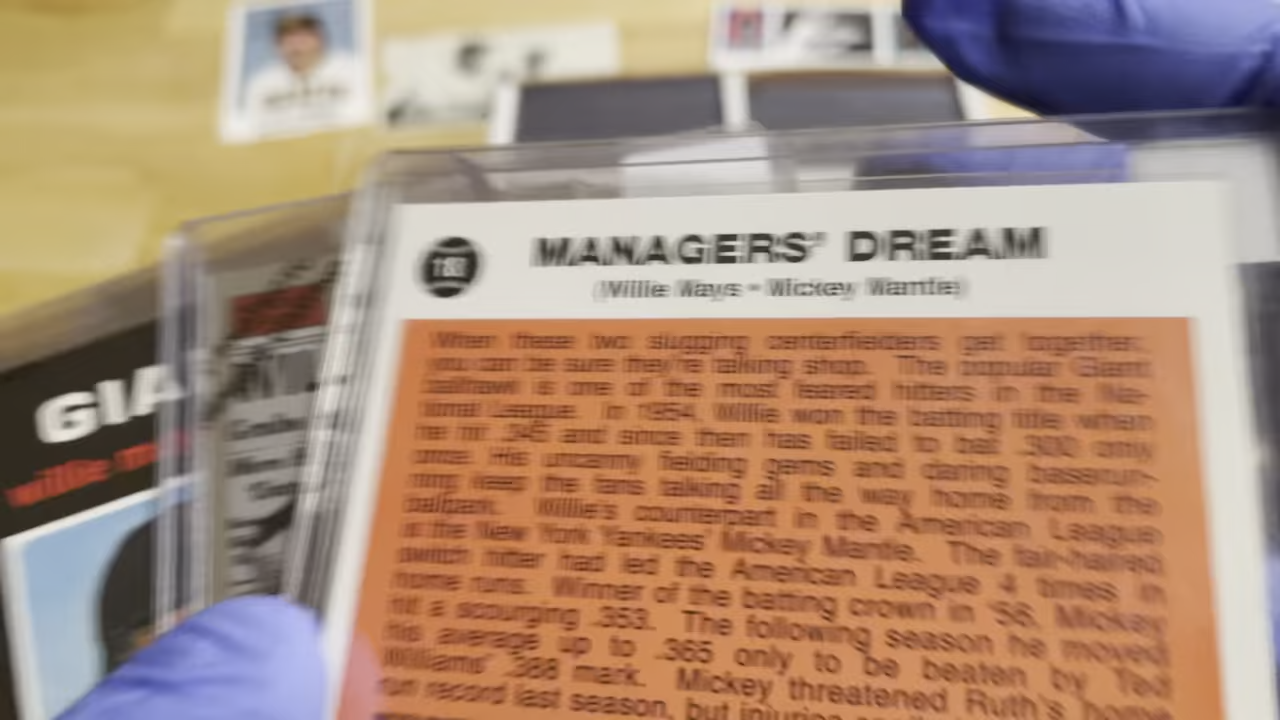 MANAGERS' DREAM
(Willie Mays - Mickey Mantle)
When these two slugging centerfielders get together,
you can be sure they're talking shop. The popular Giant
ballhawk is one of the most feared hitters in the Na-
tional League. In 1954, Willie won the batting title when
he hit .345 and since then has failed to bat .300 only
once. His uncanny fielding gems and daring baserun-
ning keep the fans talking all the way home from the
ballpark. Willie's counterpart in the American League
is the New York Yankees' Mickey Mantle. The fair-haired
switch hitter had led the American League 4 times in
home runs. Winner of the batting crown in '56, Mickey
hit a scourging .353. The following season he moved
his average up to .365 only to be beaten by Ted
Williams' .388 mark. Mickey threatened Ruth's home
run record last season, but injuries
GIA
willie m